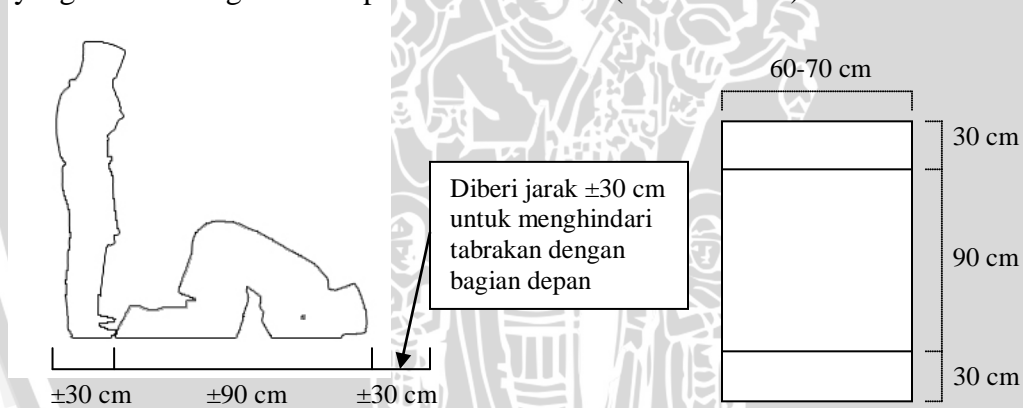 60-70 cm
30 cm
Diberi jarak ±30 cm
untuk menghindari
tabrakan dengan
bagian depan
90 cm
30 cm
±30 cm
±90 cm
±30 cm